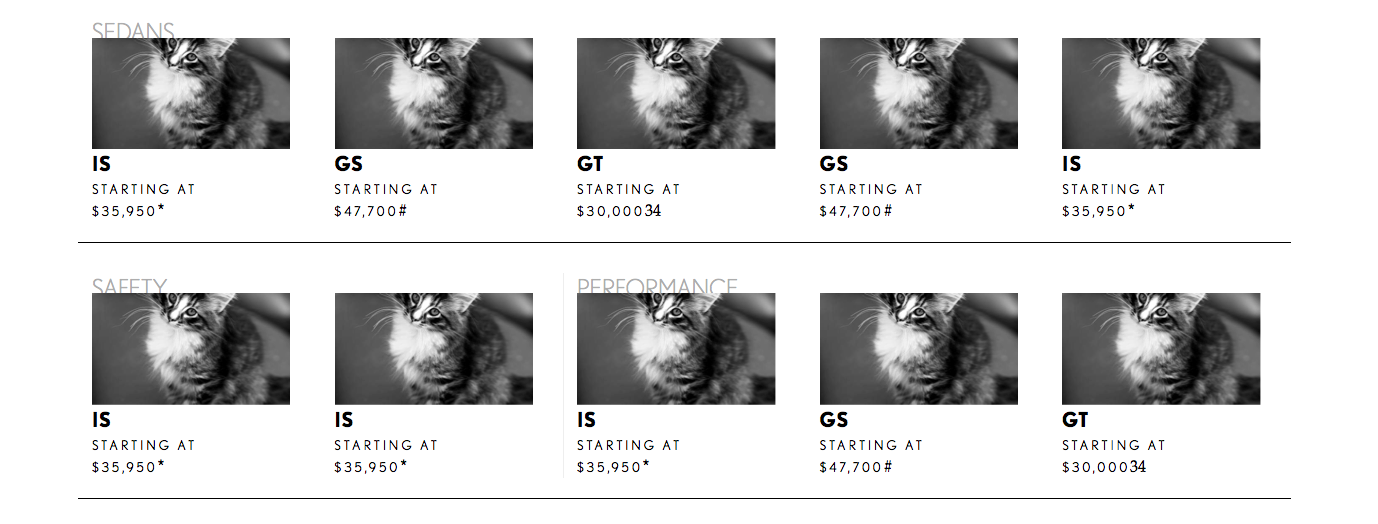 SEDANS
IS
STARTING AT
$35,950*
GS
STARTING AT
$47,700#
GT
STARTING AT
$30,00034
GS
STARTING AT
$47,700#
IS
STARTING AT
$35,950*
SAFETY
IS
STARTING AT
$35,950*
IS
STARTING AT
$35,950*
PERFORMANCE
IS
STARTING AT
$35,950*
GS
STARTING AT
$47,700#
GT
STARTING AT
$30,00034